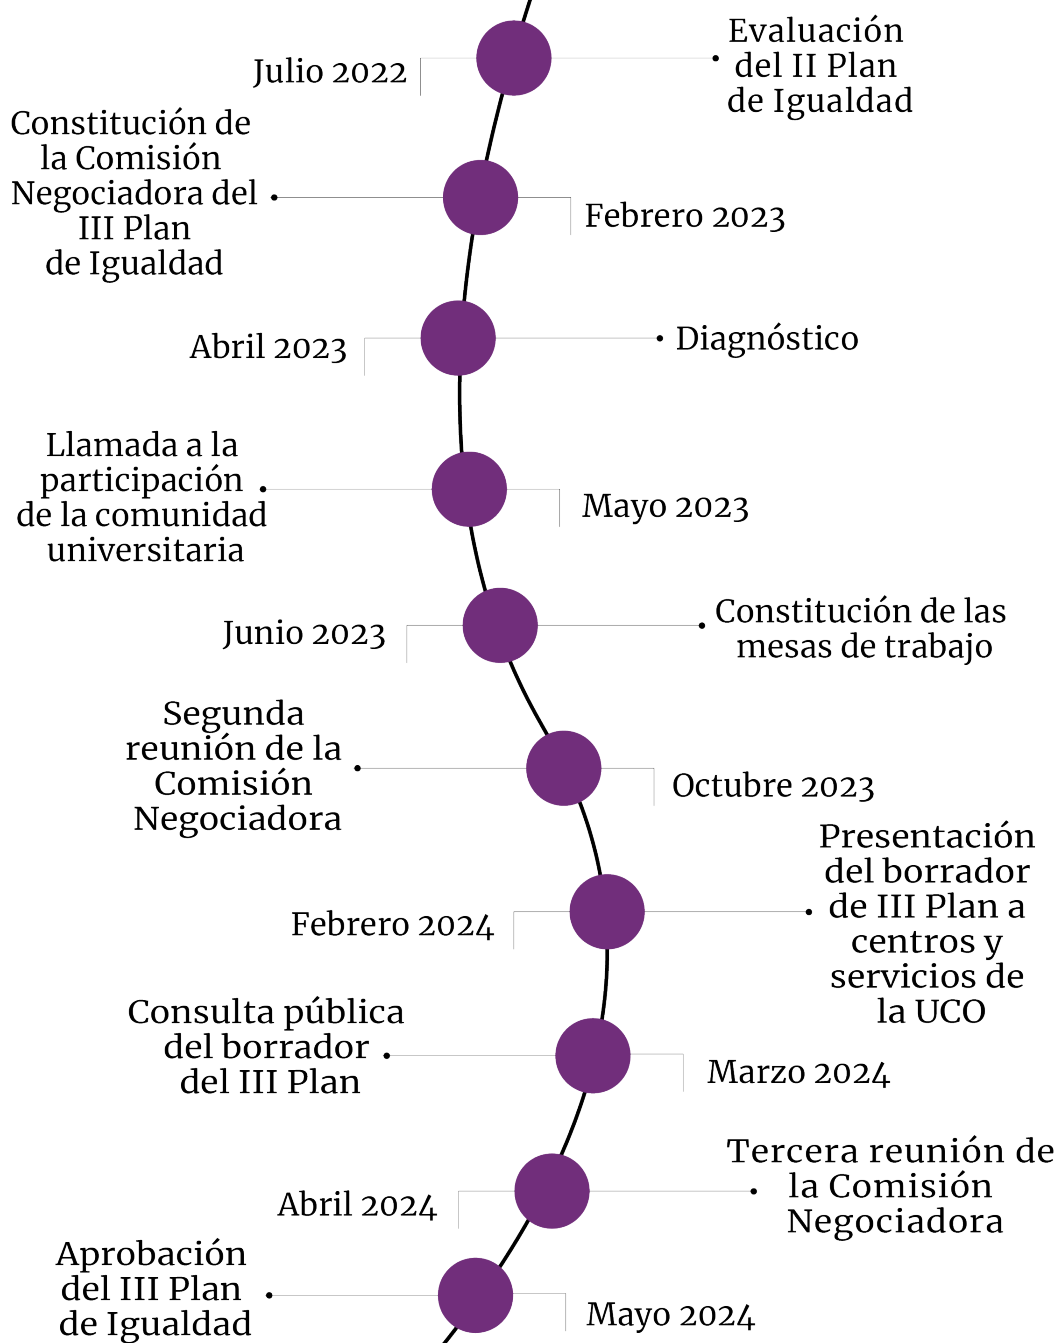 Julio 2022
Evaluación
del II Plan
de Igualdad
Constitución de
la Comisión
Negociadora del
III Plan
de Igualdad
Febrero 2023
Abril 2023
Diagnóstico
Llamada a la
participación
de la comunidad
universitaria
Mayo 2023
Junio 2023
Constitución de las
mesas de trabajo
Segunda
reunión de la
Comisión
Negociadora
Octubre 2023
Febrero 2024
Presentación
del borrador
de III Plan a
centros y
servicios de
la UCO
Consulta pública
del borrador
del III Plan
Marzo 2024
Abril 2024
Tercera reunión de
la Comisión
Negociadora
Aprobación
del III Plan
de Igualdad
Mayo 2024